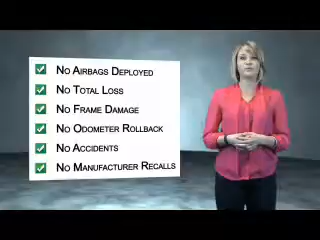 No Airbags Deployed
No Total Loss
No Frame Damage
No Odometer Rollback
No Accidents
No Manufacturer Recalls